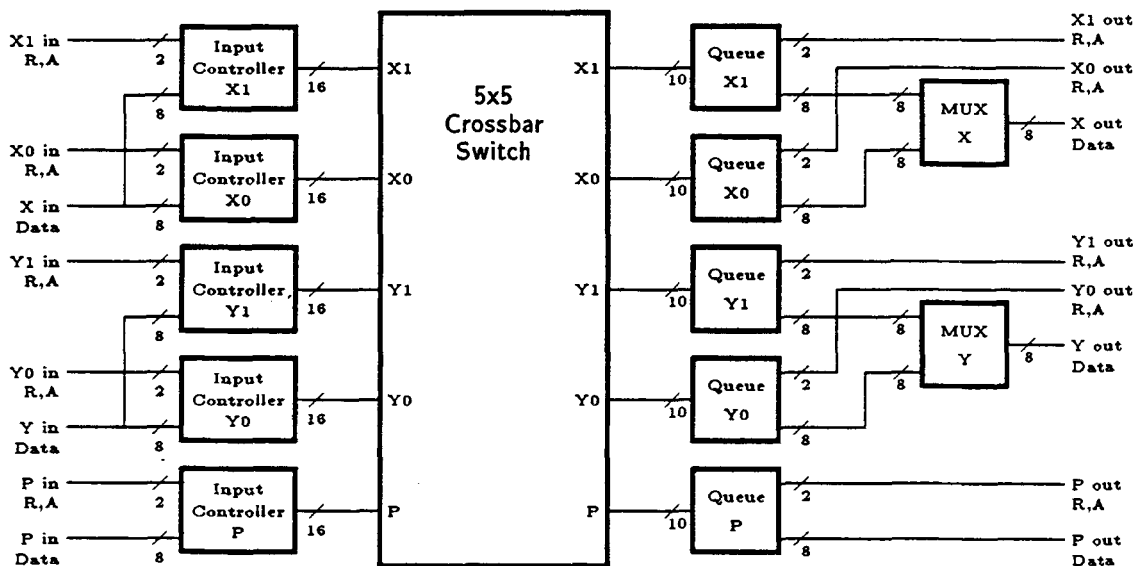 X1 in
R,A
2
8
Input
Controller
X1
16
X1
X0 in
R,A
2
X in
Data
8
Input
Controller
X0
16
X0
Y1 in
R,A
2
8
Input
Controller
Y1
16
Y1
Y0 in
R,A
2
Y in
Data
8
Input
Controller
Y0
16
Y0
P in
R,A
2
P in
Data
8
Input
Controller
P
16
P
5x5
Crossbar
Switch
X1
10
Queue
X1
2
8
8
X1 out
R,A
X0 out
R,A
MUX
X
8
X out
Data
X0
10
Queue
X0
2
8
8
Y1
10
Queue
Y1
2
8
8
Y1 out
R,A
Y0 out
R,A
MUX
Y
8
Y out
Data
Y0
10
Queue
Y0
2
8
8
P
10
Queue
P
2
8
P out
R,A
P out
Data